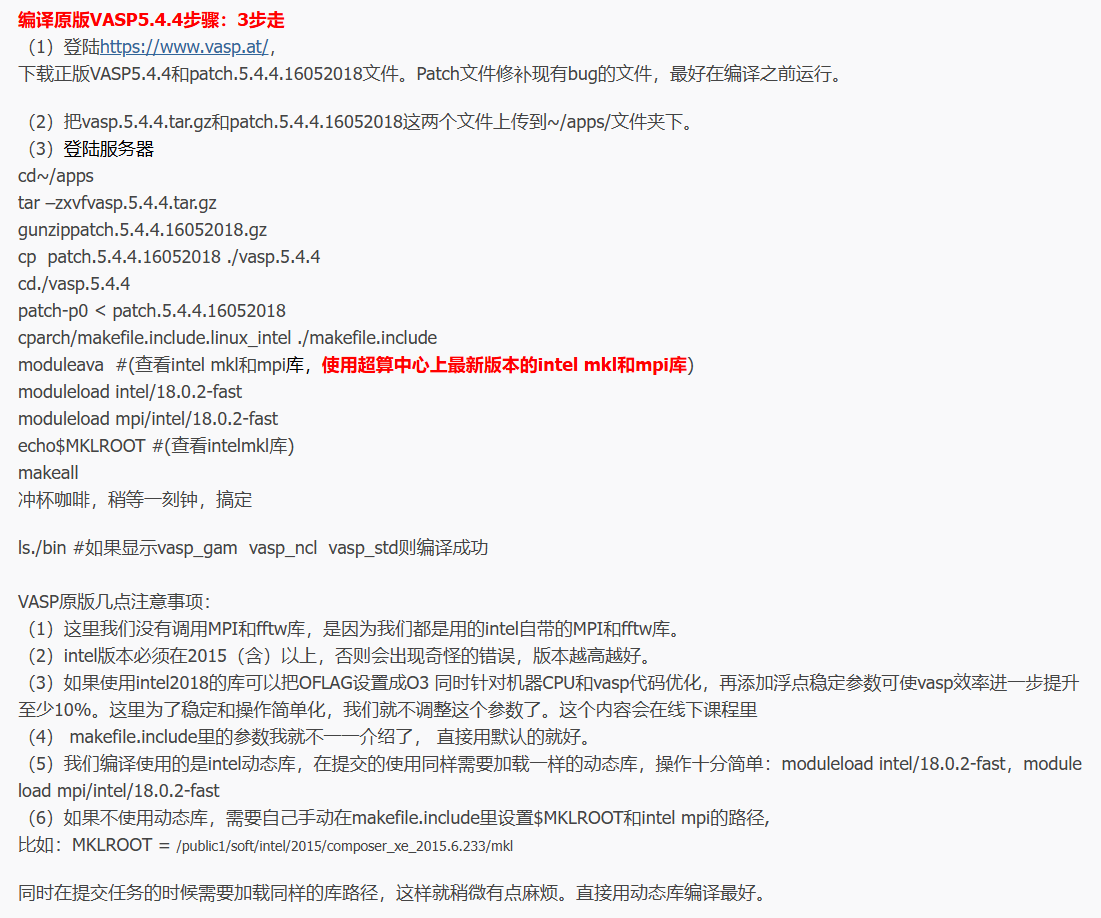 编译原版VASP5.4.4步骤：3步走
（1）登陆https://www.vasp.at/，
下载正版VASP5.4.4和patch.5.4.4.16052018文件。Patch文件修补现有bug的文件，最好在编译之前运行。
（2）把vasp.5.4.4.tar.gz和patch.5.4.4.16052018这两个文件上传到~/apps/文件夹下。
（3）登陆服务器
cd~/apps
tar –zxvfvasp.5.4.4.tar.gz
gunzippatch.5.4.4.16052018.gz
cp  patch.5.4.4.16052018 ./vasp.5.4.4
cd./vasp.5.4.4
patch-p0 < patch.5.4.4.16052018
cparch/makefile.include.linux_intel ./makefile.include
moduleava  #(查看intel mkl和mpi库，使用超算中心上最新版本的intel mkl和mpi库)
moduleload intel/18.0.2-fast
moduleload mpi/intel/18.0.2-fast
echo$MKLROOT #(查看intelmkl库)
makeall
冲杯咖啡，稍等一刻钟，搞定
ls./bin #如果显示vasp_gam  vasp_ncl  vasp_std则编译成功
VASP原版几点注意事项：
（1）这里我们没有调用MPI和fftw库，是因为我们都是用的intel自带的MPI和fftw库。
（2）intel版本必须在2015（含）以上，否则会出现奇怪的错误，版本越高越好。
（3）如果使用intel2018的库可以把OFLAG设置成O3 同时针对机器CPU和vasp代码优化，再添加浮点稳定参数可使vasp效率进一步提升
至少10%。这里为了稳定和操作简单化，我们就不调整这个参数了。这个内容会在线下课程里
（4） makefile.include里的参数我就不一一介绍了， 直接用默认的就好。
（5）我们编译使用的是intel动态库，在提交的使用同样需要加载一样的动态库，操作十分简单：moduleload intel/18.0.2-fast，module
load mpi/intel/18.0.2-fast
（6）如果不使用动态库，需要自己手动在makefile.include里设置$MKLROOT和intel mpi的路径,
比如：MKLROOT = /public1/soft/intel/2015/composer_xe_2015.6.233/mkl
同时在提交任务的时候需要加载同样的库路径，这样就稍微有点麻烦。直接用动态库编译最好。